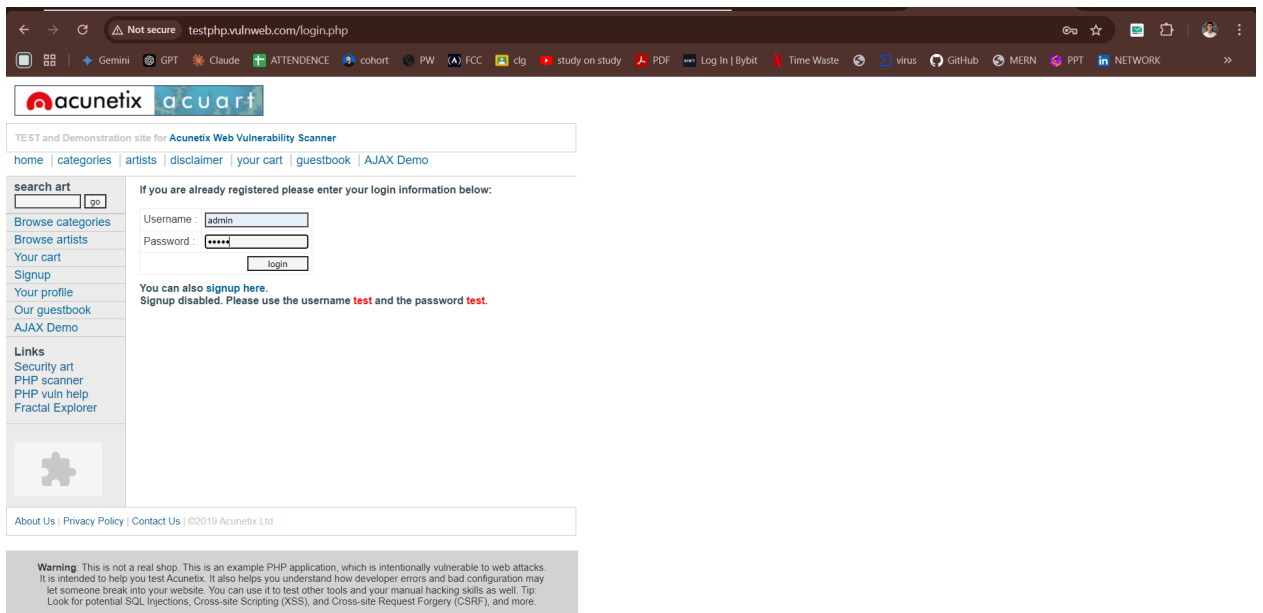 Not secure testphp.vulnweb.com/login.php
Gemini GPT Claude ATTENDENCE cohort PW FCC clg study on study PDF Log In | Bybit Time Waste virus GitHub MERN PPT NETWORK »
acunetix acuart
TEST and Demonstration site for Acunetix Web Vulnerability Scanner
home | categories | artists | disclaimer | your cart | guestbook | AJAX Demo
search art
go
Browse categories
Browse artists
Your cart
Signup
Your profile
Our guestbook
AJAX Demo
Links
Security art
PHP scanner
PHP vuln help
Fractal Explorer
If you are already registered please enter your login information below:
Username : admin
Password : •••••
login
You can also signup here.
Signup disabled. Please use the username test and the password test.
About Us | Privacy Policy | Contact Us | ©2019 Acunetix Ltd
Warning: This is not a real shop. This is an example PHP application, which is intentionally vulnerable to web attacks.
It is intended to help you test Acunetix. It also helps you understand how developer errors and bad configuration may
let someone break into your website. You can use it to test other tools and your manual hacking skills as well. Tip:
Look for potential SQL Injections, Cross-site Scripting (XSS), and Cross-site Request Forgery (CSRF), and more.